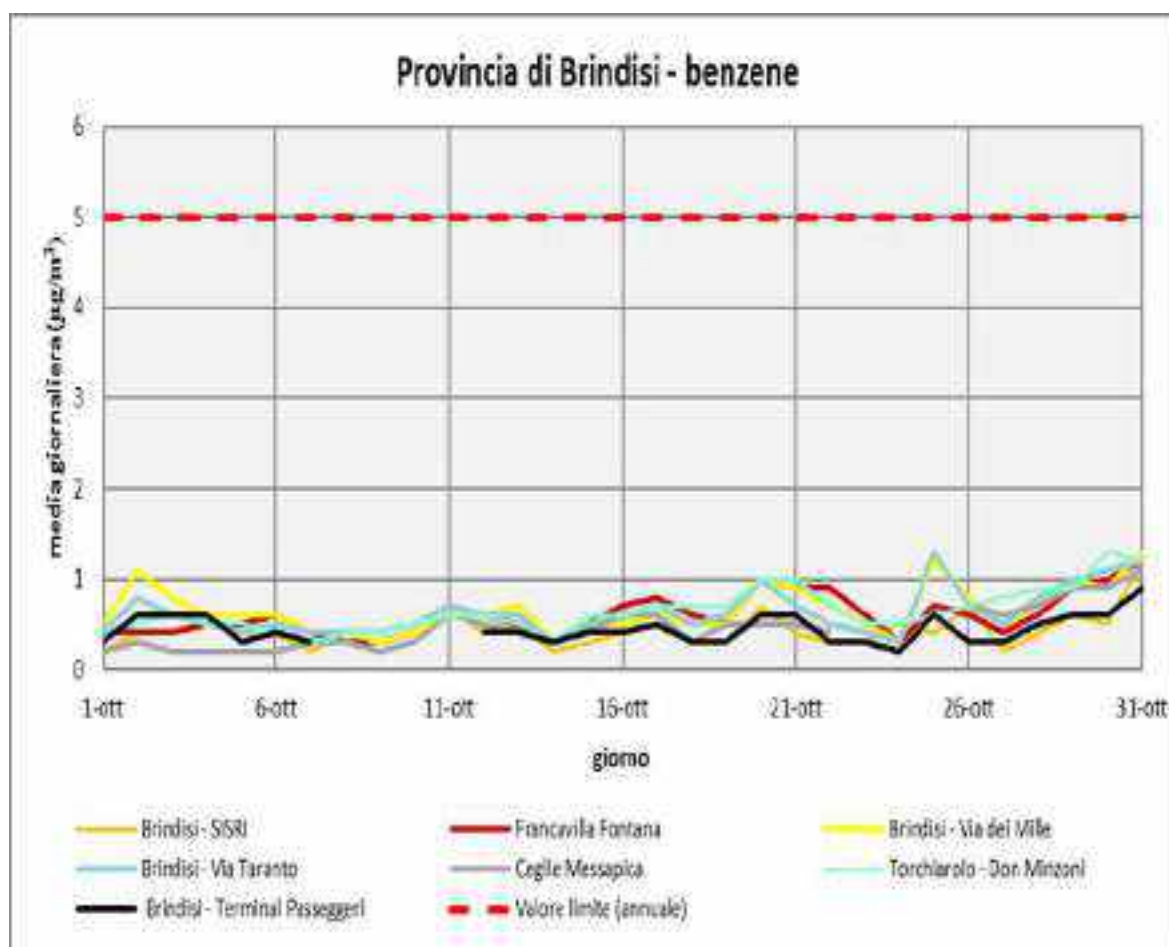 Provincia di Brindisi - benzene
6
5
4
3
2
1
0
media giornaliera (µg/m³)
1-ott 6-ott 11-ott 16-ott 21-ott 26-ott 31-ott
giorno
Brindisi - SISRI Francavilla Fontana Brindisi - Via dei Mille
Brindisi - Via Taranto Ceglie Messapica Torchiarolo - Don Minzoni
Brindisi - Terminal Passeggeri Valore limite (annuale)